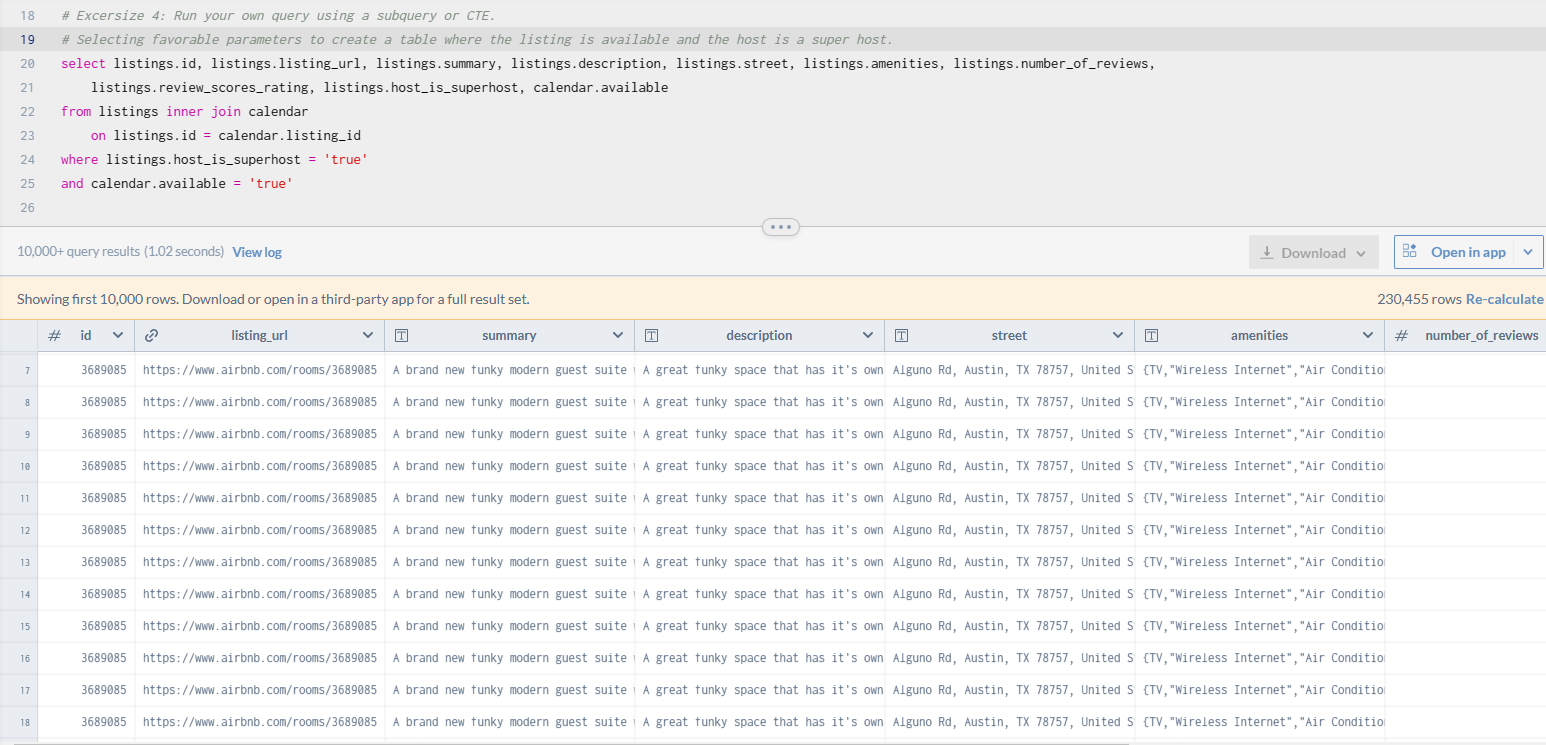 18 # Excersize 4: Run your own query using a subquery or CTE.
19 # Selecting favorable parameters to create a table where the listing is available and the host is a super host.
20 select listings.id, listings.listing_url, listings.summary, listings.description, listings.street, listings.amenities, listings.number_of_reviews,
21 listings.review_scores_rating, listings.host_is_superhost, calendar.available
22 from listings inner join calendar
23 on listings.id = calendar.listing_id
24 where listings.host_is_superhost = 'true'
25 and calendar.available = 'true'
26
10,000+ query results (1.02 seconds) View log Download Open in app
Showing first 10,000 rows. Download or open in a third-party app for a full result set. 230,455 rows Re-calculate
# id listing_url T summary T description T street T amenities # number_of_reviews
7 3689085 https://www.airbnb.com/rooms/3689085 A brand new funky modern guest suite A great funky space that has it's own Alguno Rd, Austin, TX 78757, United S {TV,"Wireless Internet","Air Conditio
8 3689085 https://www.airbnb.com/rooms/3689085 A brand new funky modern guest suite A great funky space that has it's own Alguno Rd, Austin, TX 78757, United S {TV,"Wireless Internet","Air Conditio
9 3689085 https://www.airbnb.com/rooms/3689085 A brand new funky modern guest suite A great funky space that has it's own Alguno Rd, Austin, TX 78757, United S {TV,"Wireless Internet","Air Conditio
10 3689085 https://www.airbnb.com/rooms/3689085 A brand new funky modern guest suite A great funky space that has it's own Alguno Rd, Austin, TX 78757, United S {TV,"Wireless Internet","Air Conditio
11 3689085 https://www.airbnb.com/rooms/3689085 A brand new funky modern guest suite A great funky space that has it's own Alguno Rd, Austin, TX 78757, United S {TV,"Wireless Internet","Air Conditio
12 3689085 https://www.airbnb.com/rooms/3689085 A brand new funky modern guest suite A great funky space that has it's own Alguno Rd, Austin, TX 78757, United S {TV,"Wireless Internet","Air Conditio
13 3689085 https://www.airbnb.com/rooms/3689085 A brand new funky modern guest suite A great funky space that has it's own Alguno Rd, Austin, TX 78757, United S {TV,"Wireless Internet","Air Conditio
14 3689085 https://www.airbnb.com/rooms/3689085 A brand new funky modern guest suite A great funky space that has it's own Alguno Rd, Austin, TX 78757, United S {TV,"Wireless Internet","Air Conditio
15 3689085 https://www.airbnb.com/rooms/3689085 A brand new funky modern guest suite A great funky space that has it's own Alguno Rd, Austin, TX 78757, United S {TV,"Wireless Internet","Air Conditio
16 3689085 https://www.airbnb.com/rooms/3689085 A brand new funky modern guest suite A great funky space that has it's own Alguno Rd, Austin, TX 78757, United S {TV,"Wireless Internet","Air Conditio
17 3689085 https://www.airbnb.com/rooms/3689085 A brand new funky modern guest suite A great funky space that has it's own Alguno Rd, Austin, TX 78757, United S {TV,"Wireless Internet","Air Conditio
18 3689085 https://www.airbnb.com/rooms/3689085 A brand new funky modern guest suite A great funky space that has it's own Alguno Rd, Austin, TX 78757, United S {TV,"Wireless Internet","Air Conditio